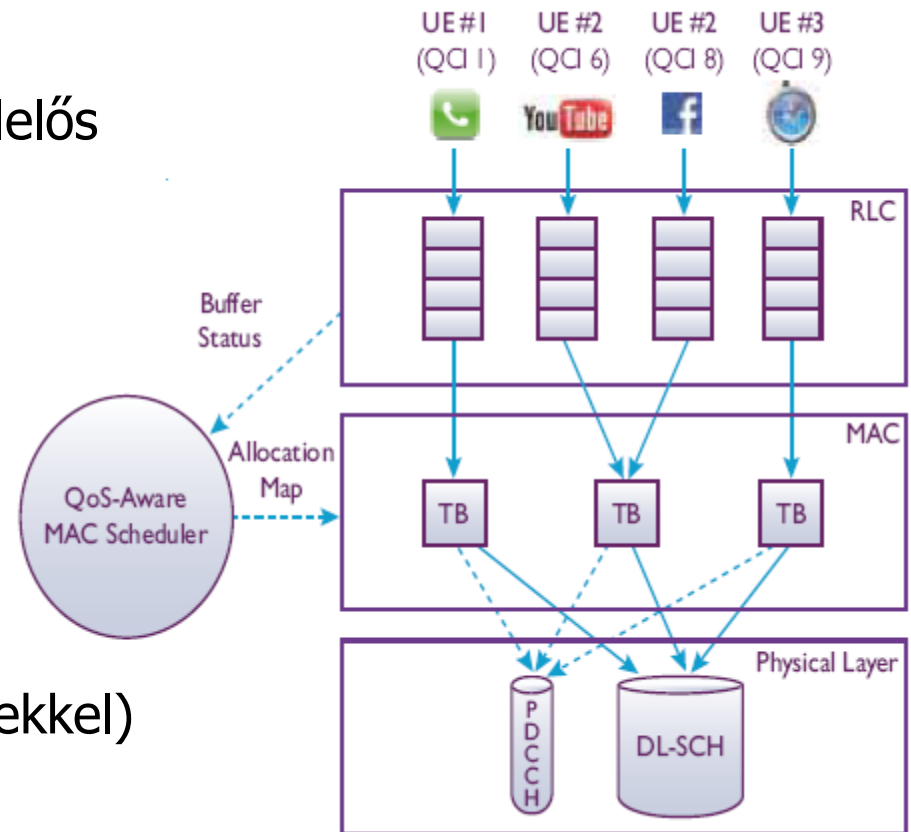 UE #1
(QCI 1)
UE #2
(QCI 6)
UE #2
(QCI 8)
UE #3
(QCI 9)
lelős
YouTube
f
RLC
Buffer
Status
MAC
Allocation
Map
QoS-Aware
MAC Scheduler
TB
TB
TB
Physical Layer
ekkel)
PDCCH
DL-SCH